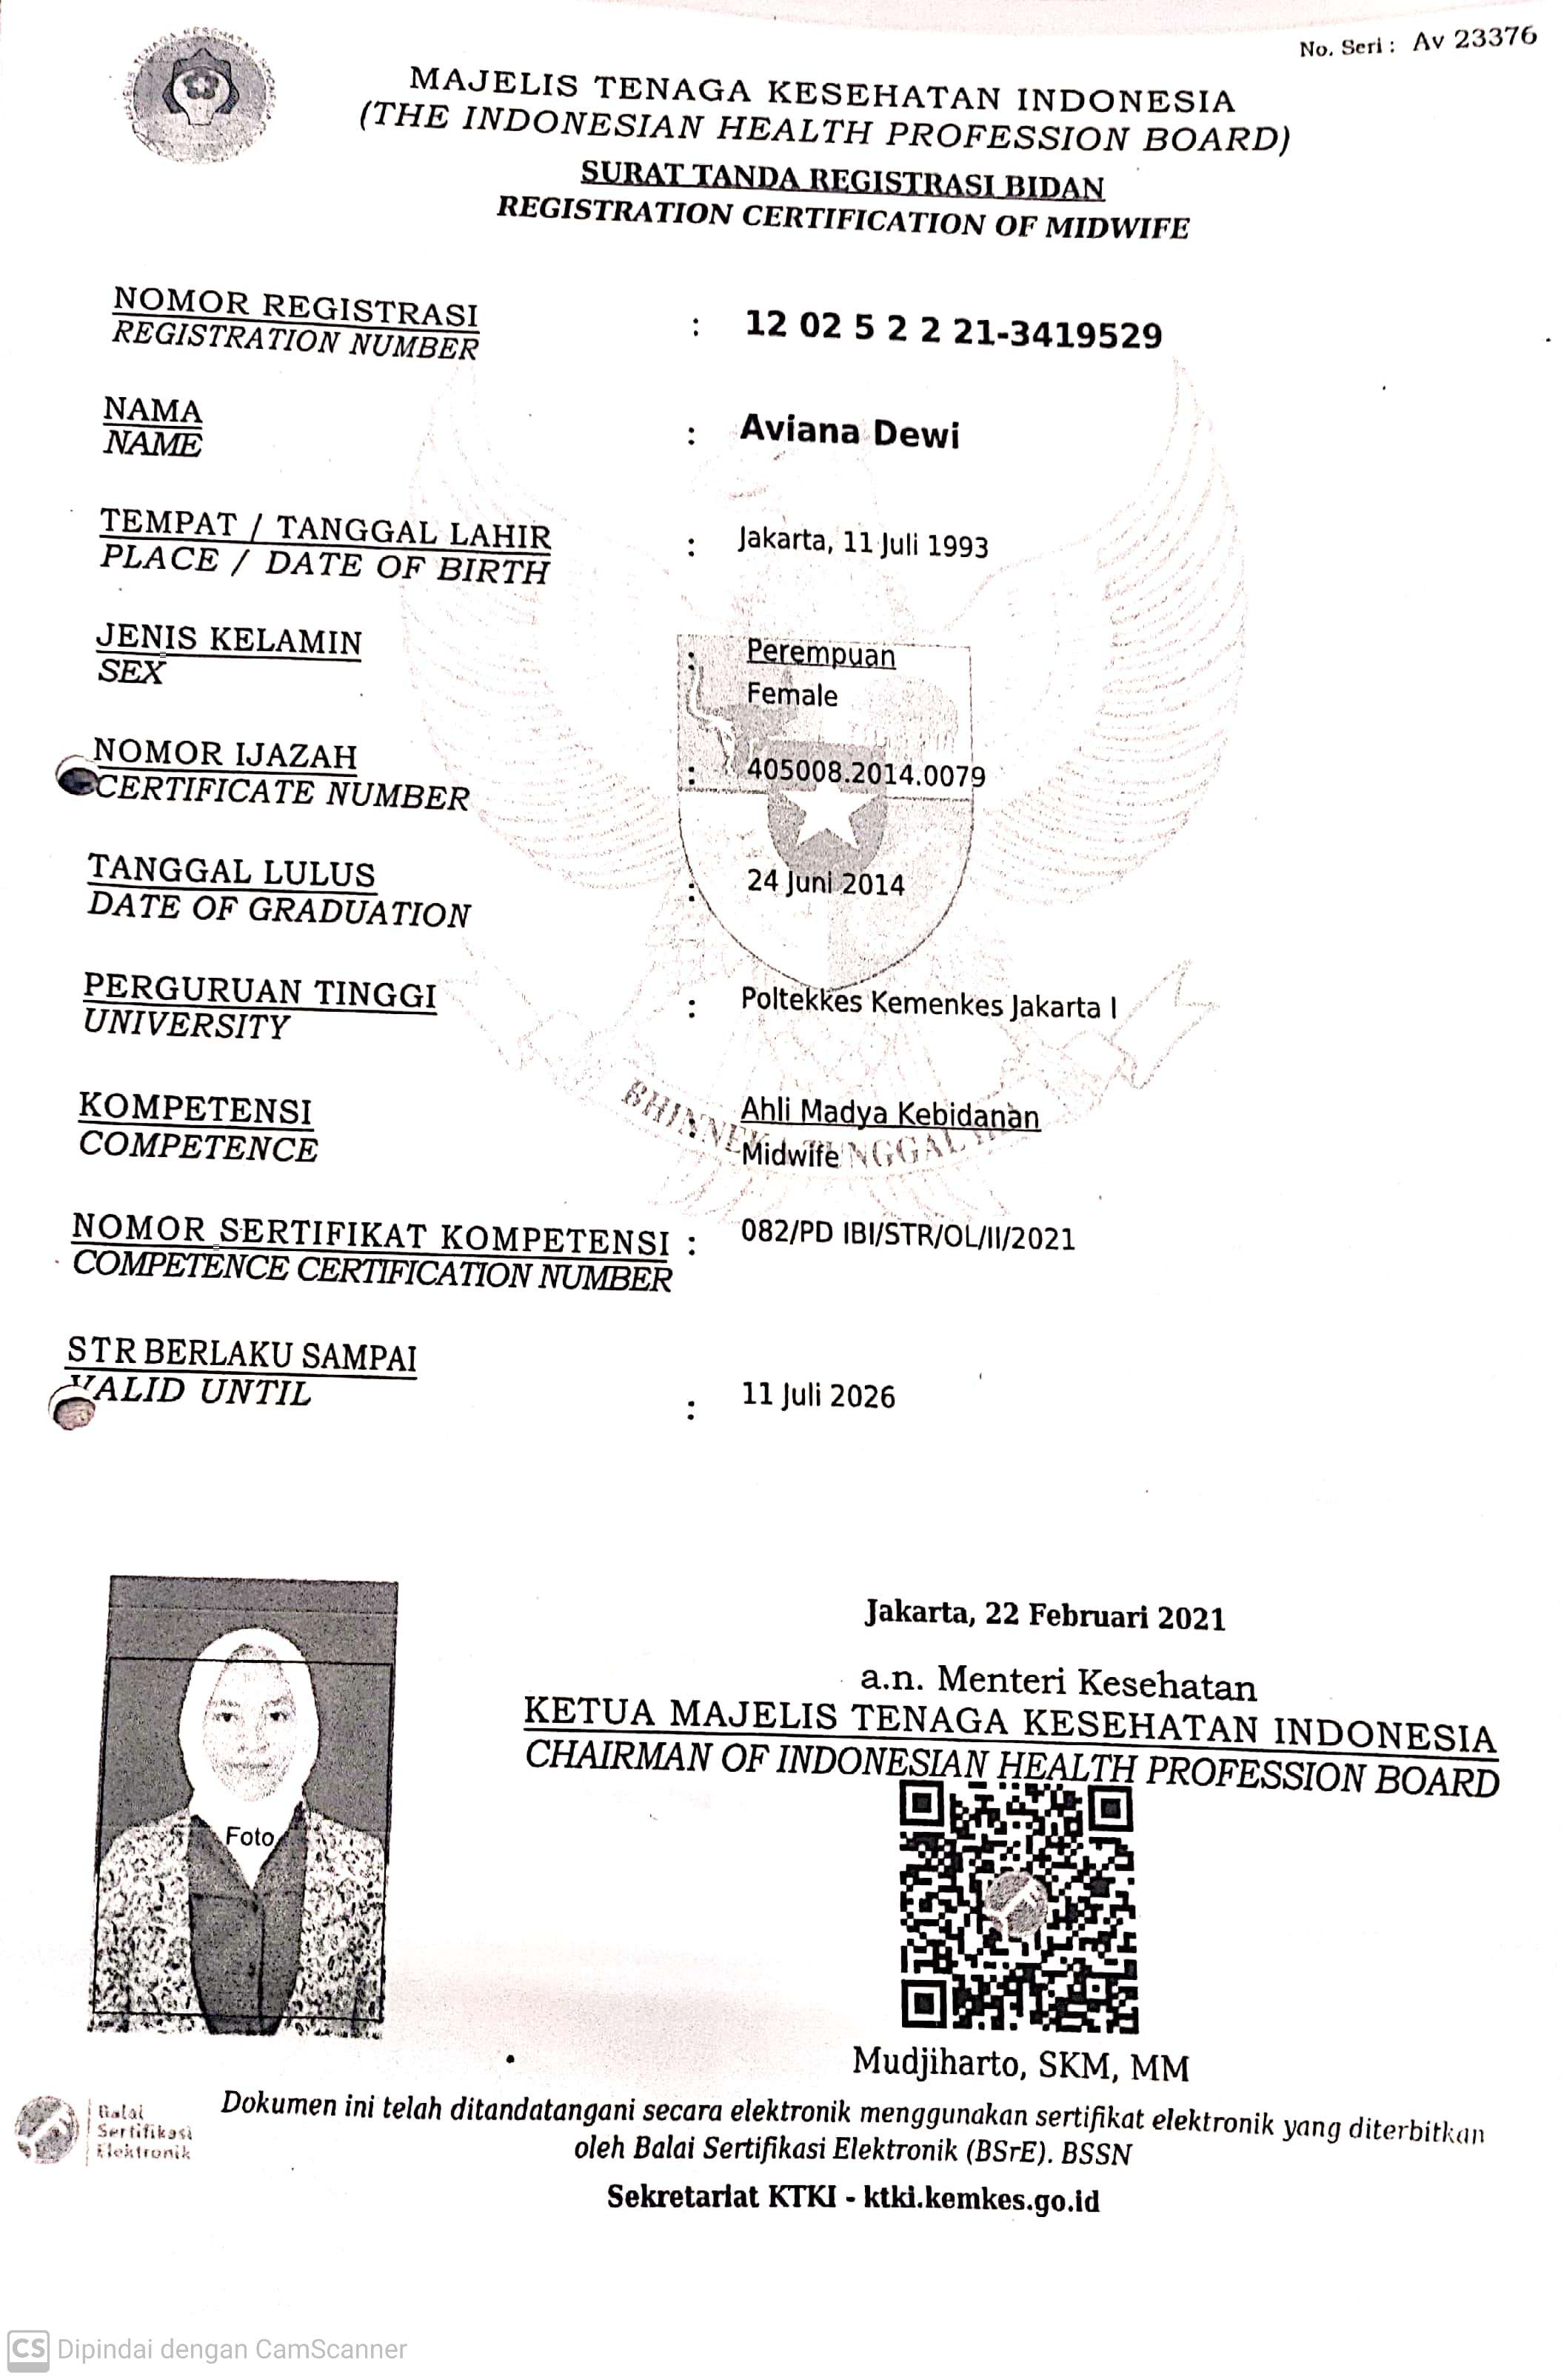 No. Seri : Av 23376
MAJELIS TENAGA KESEHATAN INDONESIA
(THE INDONESIAN HEALTH PROFESSION BOARD)
SURAT TANDA REGISTRASI BIDAN
REGISTRATION CERTIFICATION OF MIDWIFE
NOMOR REGISTRASI : 12 02 5 2 2 21-3419529
REGISTRATION NUMBER
NAMA : Aviana Dewi
NAME
TEMPAT / TANGGAL LAHIR : Jakarta, 11 Juli 1993
PLACE / DATE OF BIRTH
JENIS KELAMIN : Perempuan
SEX Female
NOMOR IJAZAH : 405008.2014.0079
CERTIFICATE NUMBER
TANGGAL LULUS : 24 Juni 2014
DATE OF GRADUATION
PERGURUAN TINGGI : Poltekkes Kemenkes Jakarta I
UNIVERSITY
KOMPETENSI : Ahli Madya Kebidanan
COMPETENCE Midwife
BHINNEKA TUNGGAL
NOMOR SERTIFIKAT KOMPETENSI : 082/PD IBI/STR/OL/II/2021
COMPETENCE CERTIFICATION NUMBER
STR BERLAKU SAMPAI
VALID UNTIL : 11 Juli 2026
Jakarta, 22 Februari 2021
a.n. Menteri Kesehatan
KETUA MAJELIS TENAGA KESEHATAN INDONESIA
CHAIRMAN OF INDONESIAN HEALTH PROFESSION BOARD
Foto
Mudjiharto, SKM, MM
Balai
Sertifikasi
Elektronik
Dokumen ini telah ditandatangani secara elektronik menggunakan sertifikat elektronik yang diterbitkan
oleh Balai Sertifikasi Elektronik (BSrE). BSSN
Sekretariat KTKI - ktki.kemkes.go.id
CS Dipindai dengan CamScanner